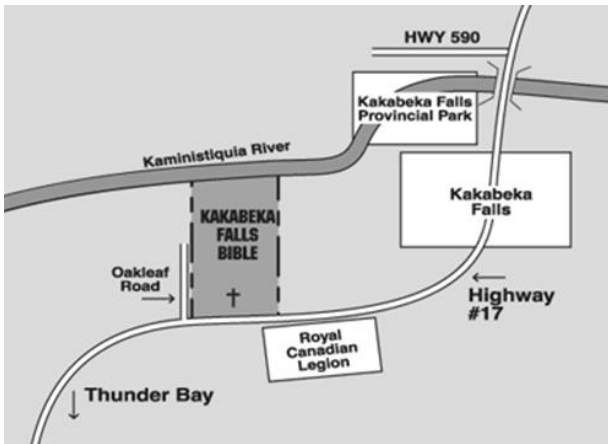 HWY 590
Kakabeka Falls
Provincial Park
Kaministiquia River
Kakabeka
Falls
KAKABEKA
FALLS
BIBLE
Oakleaf
Road
Highway
#17
Royal
Canadian
Legion
Thunder Bay